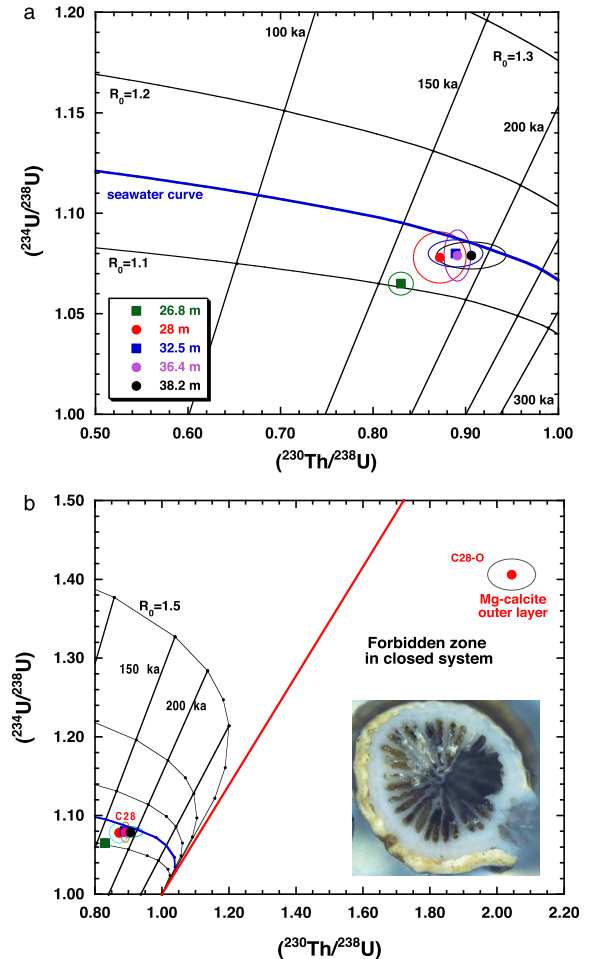 a
1.20
1.15
1.10
1.05
1.00
(²³⁴U/²³⁸U)
100 ka
R₀=1.3
150 ka
R₀=1.2
200 ka
seawater curve
R₀=1.1
26.8 m
28 m
32.5 m
36.4 m
38.2 m
300 ka
0.50 0.60 0.70 0.80 0.90 1.00
(²³⁰Th/²³⁸U)
b
1.50
1.40
1.30
1.20
1.10
1.00
(²³⁴U/²³⁸U)
C28-O
Mg-calcite
outer layer
R₀=1.5
Forbidden zone
in closed system
150 ka
200 ka
C28
0.80 1.00 1.20 1.40 1.60 1.80 2.00 2.20
(²³⁰Th/²³⁸U)